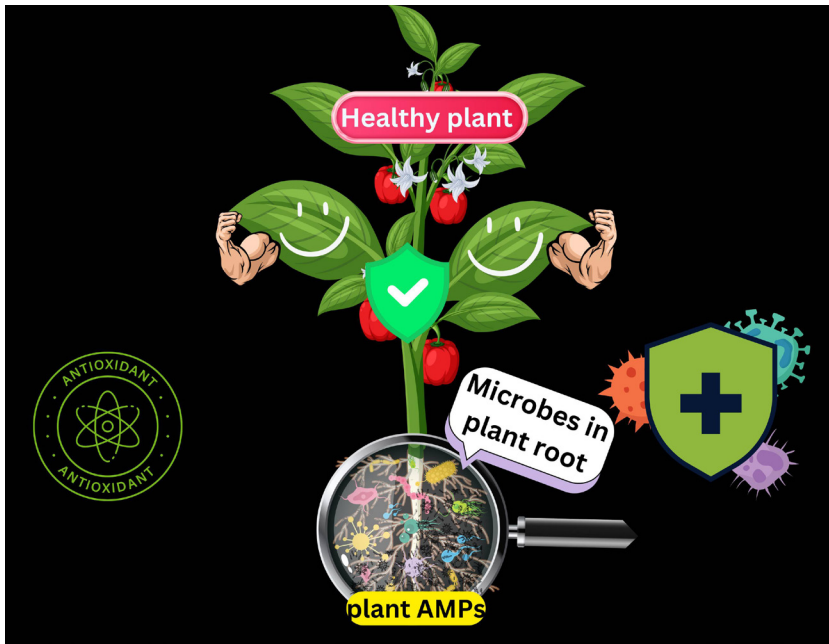 Healthy plant
ANTIOXIDANT
ANTIOXIDANT
Microbes in
plant root
plant AMPs